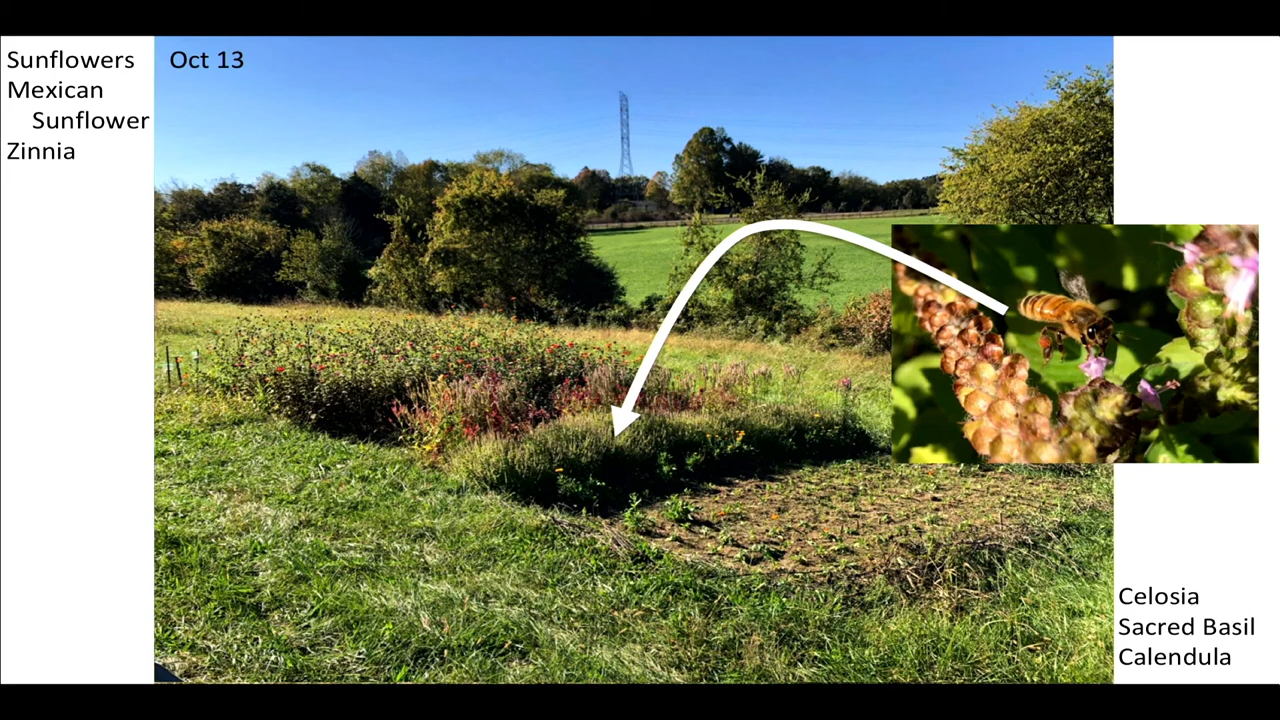 Sunflowers
Mexican
Sunflower
Zinnia
Oct 13
Celosia
Sacred Basil
Calendula